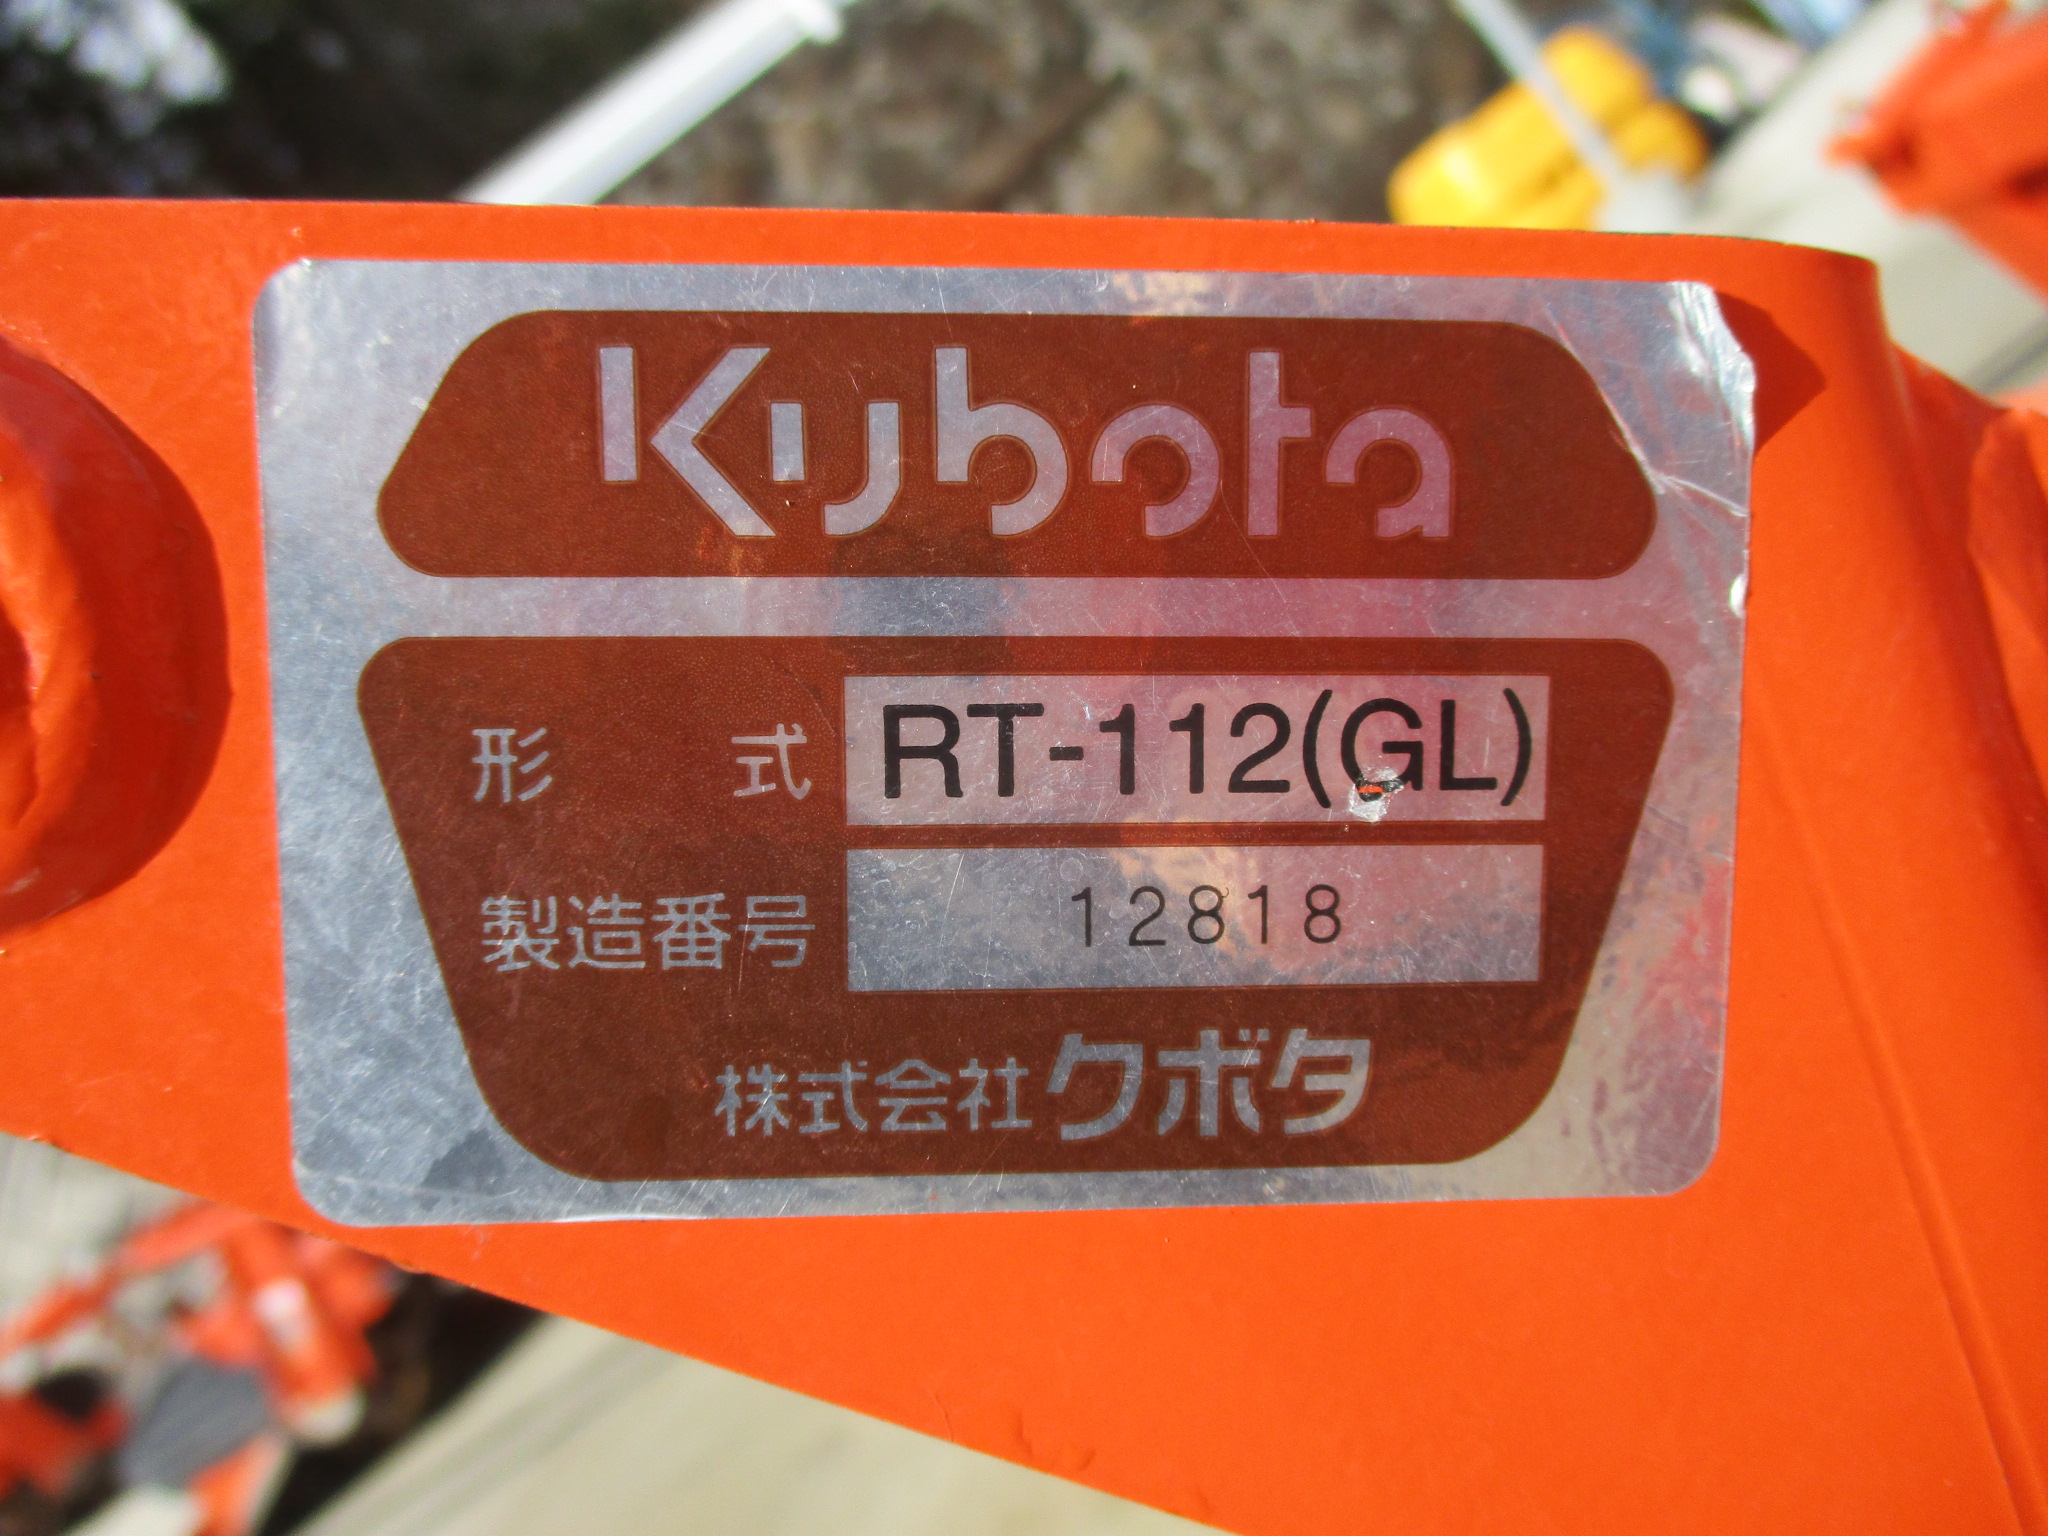 Kubota
形 式 RT-112(GL)
製造番号 12818
株式会社クボタ